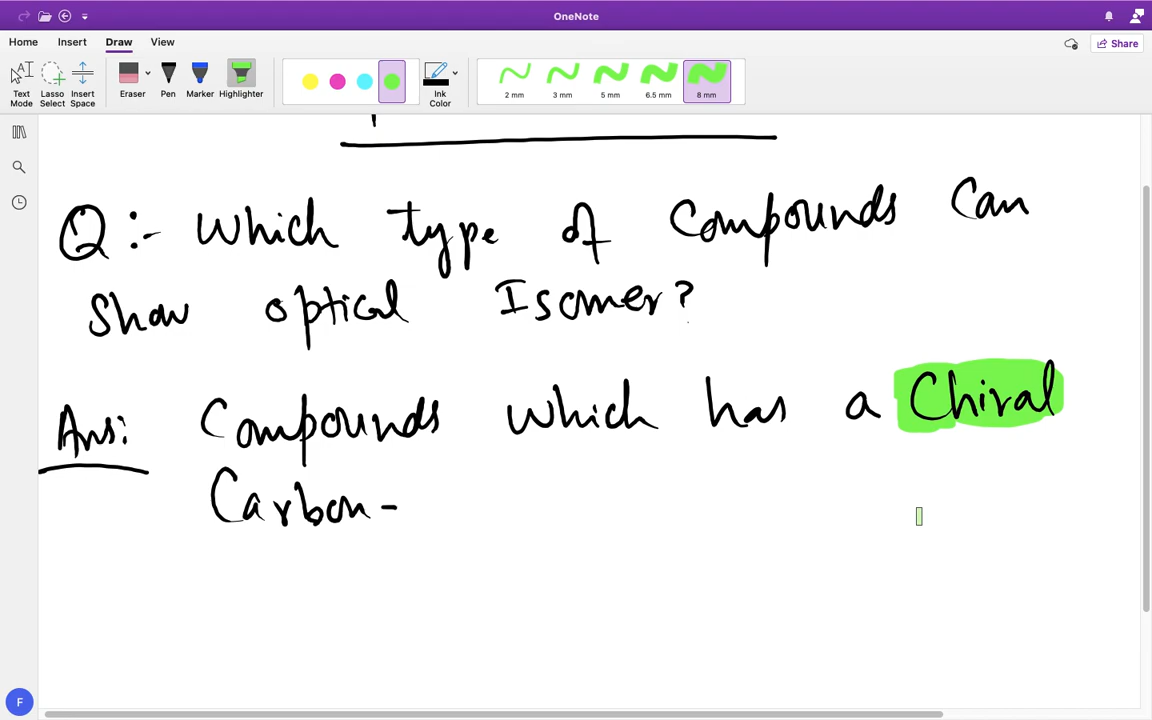 OneNote
Home Insert Draw View
Share
Text Mode Lasso Select Insert Space Eraser Pen Marker Highlighter Ink Color 2 mm 3 mm 5 mm 6.5 mm 8 mm
Q :- Which type of Compounds Can
Show optical Isomer?
Ans: Compounds which has a Chiral
Carbon -
F